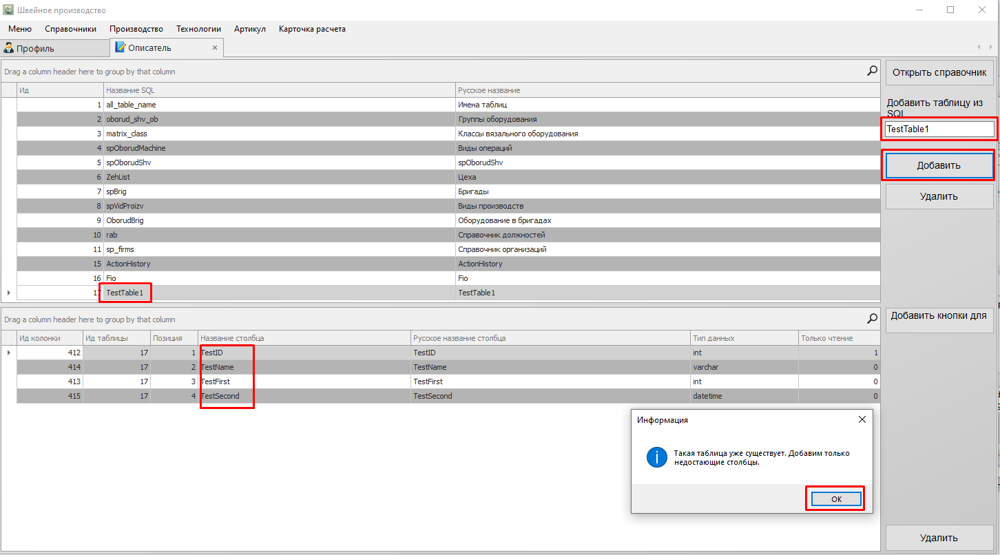 Швейное производство
Меню Справочники Производство Технологии Артикул Карточка расчета
Профиль Описатель
Drag a column header here to group by that column
Ид Название SQL Русское название
1 all_table_name Имена таблиц
2 oborud_shv_ob Группы оборудования
3 matrix_class Классы вязального оборудования
4 spOborudMachine Виды операций
5 spOborudShv spOborudShv
6 ZehList Цеха
7 spBrig Бригады
8 spVidProizv Виды производств
9 OborudBrig Оборудование в бригадах
10 rab Справочник должностей
11 sp_firms Справочник организаций
15 ActionHistory ActionHistory
16 Fio Fio
17 TestTable1 TestTable1
Открыть справочник
Добавить таблицу из
SQL
TestTable1
Добавить
Удалить
Drag a column header here to group by that column
Ид колонки Ид таблицы Позиция Название столбца Русское название столбца Тип данных Только чтение
412 17 1 TestID TestID int 1
414 17 2 TestName TestName varchar 0
413 17 3 TestFirst TestFirst int 0
415 17 4 TestSecond TestSecond datetime 0
Добавить кнопки для
Информация
Такая таблица уже существует. Добавим только
недостающие столбцы.
OK
Удалить